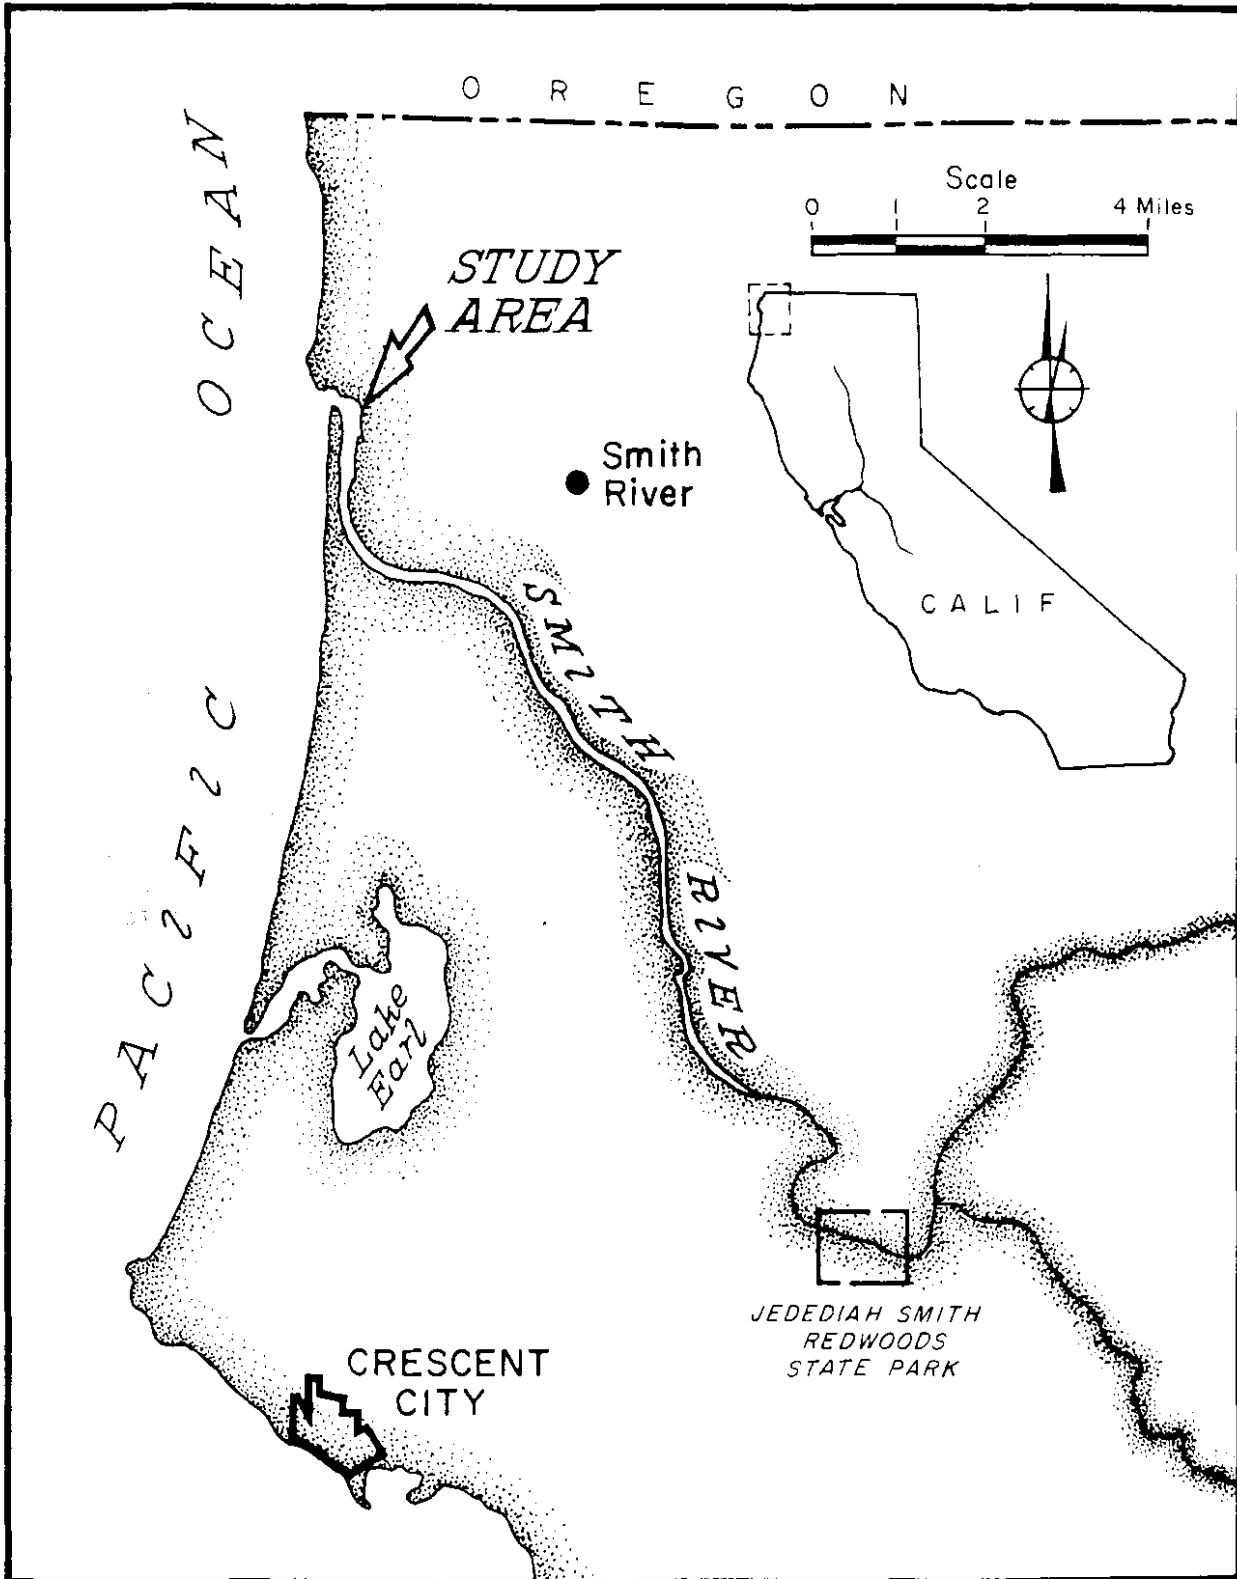 OREGON
PACIFIC OCEAN
Scale
0 1 2 4 Miles
STUDY
AREA
Smith
River
CALIF
SMITH RIVER
Lake
Earl
JEDEDIAH SMITH
REDWOODS
STATE PARK
CRESCENT
CITY